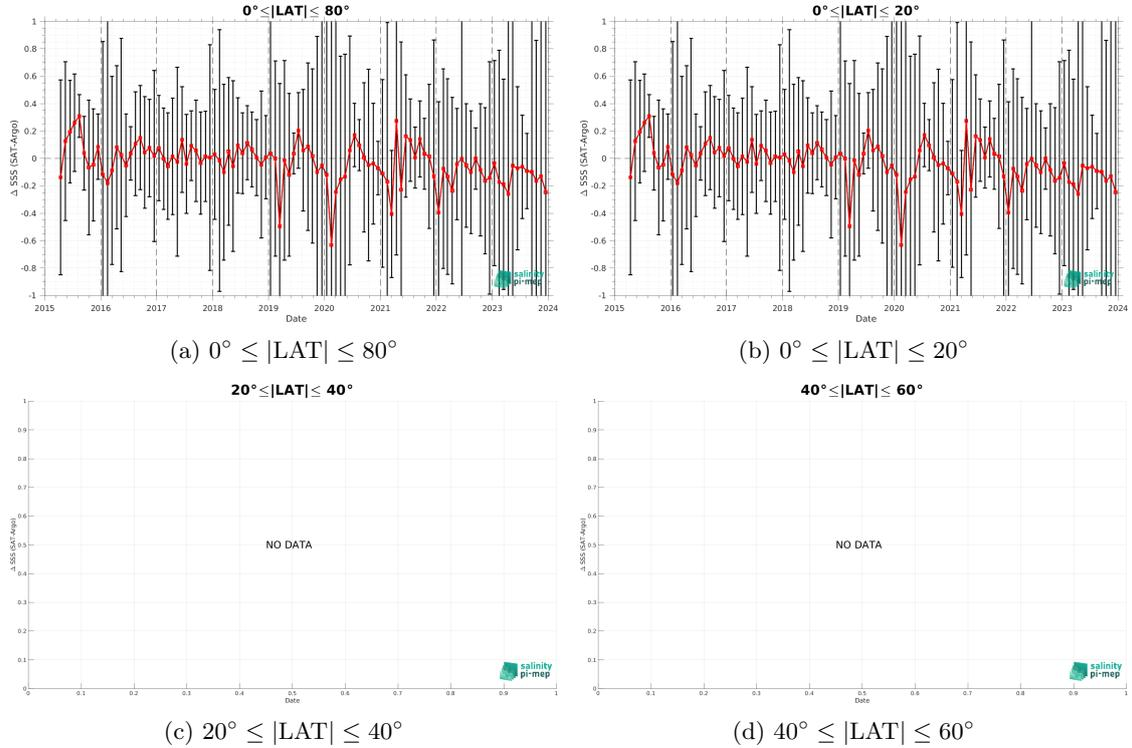 0°≤|LAT|≤ 80°
Δ SSS (SAT-Argo)
1
0.8
0.6
0.4
0.2
0
-0.2
-0.4
-0.6
-0.8
-1
2015 2016 2017 2018 2019 2020 2021 2022 2023 2024
Date
salinity
pi-mep
(a) 0° ≤ |LAT| ≤ 80°
0°≤|LAT|≤ 20°
Δ SSS (SAT-Argo)
1
0.8
0.6
0.4
0.2
0
-0.2
-0.4
-0.6
-0.8
-1
2015 2016 2017 2018 2019 2020 2021 2022 2023 2024
Date
salinity
pi-mep
(b) 0° ≤ |LAT| ≤ 20°
20°≤|LAT|≤ 40°
Δ SSS (SAT-Argo)
1
0.9
0.8
0.7
0.6
0.5
0.4
0.3
0.2
0.1
0
NO DATA
0 0.1 0.2 0.3 0.4 0.5 0.6 0.7 0.8 0.9 1
Date
salinity
pi-mep
(c) 20° ≤ |LAT| ≤ 40°
40°≤|LAT|≤ 60°
Δ SSS (SAT-Argo)
1
0.9
0.8
0.7
0.6
0.5
0.4
0.3
0.2
0.1
0
NO DATA
0 0.1 0.2 0.3 0.4 0.5 0.6 0.7 0.8 0.9 1
Date
salinity
pi-mep
(d) 40° ≤ |LAT| ≤ 60°